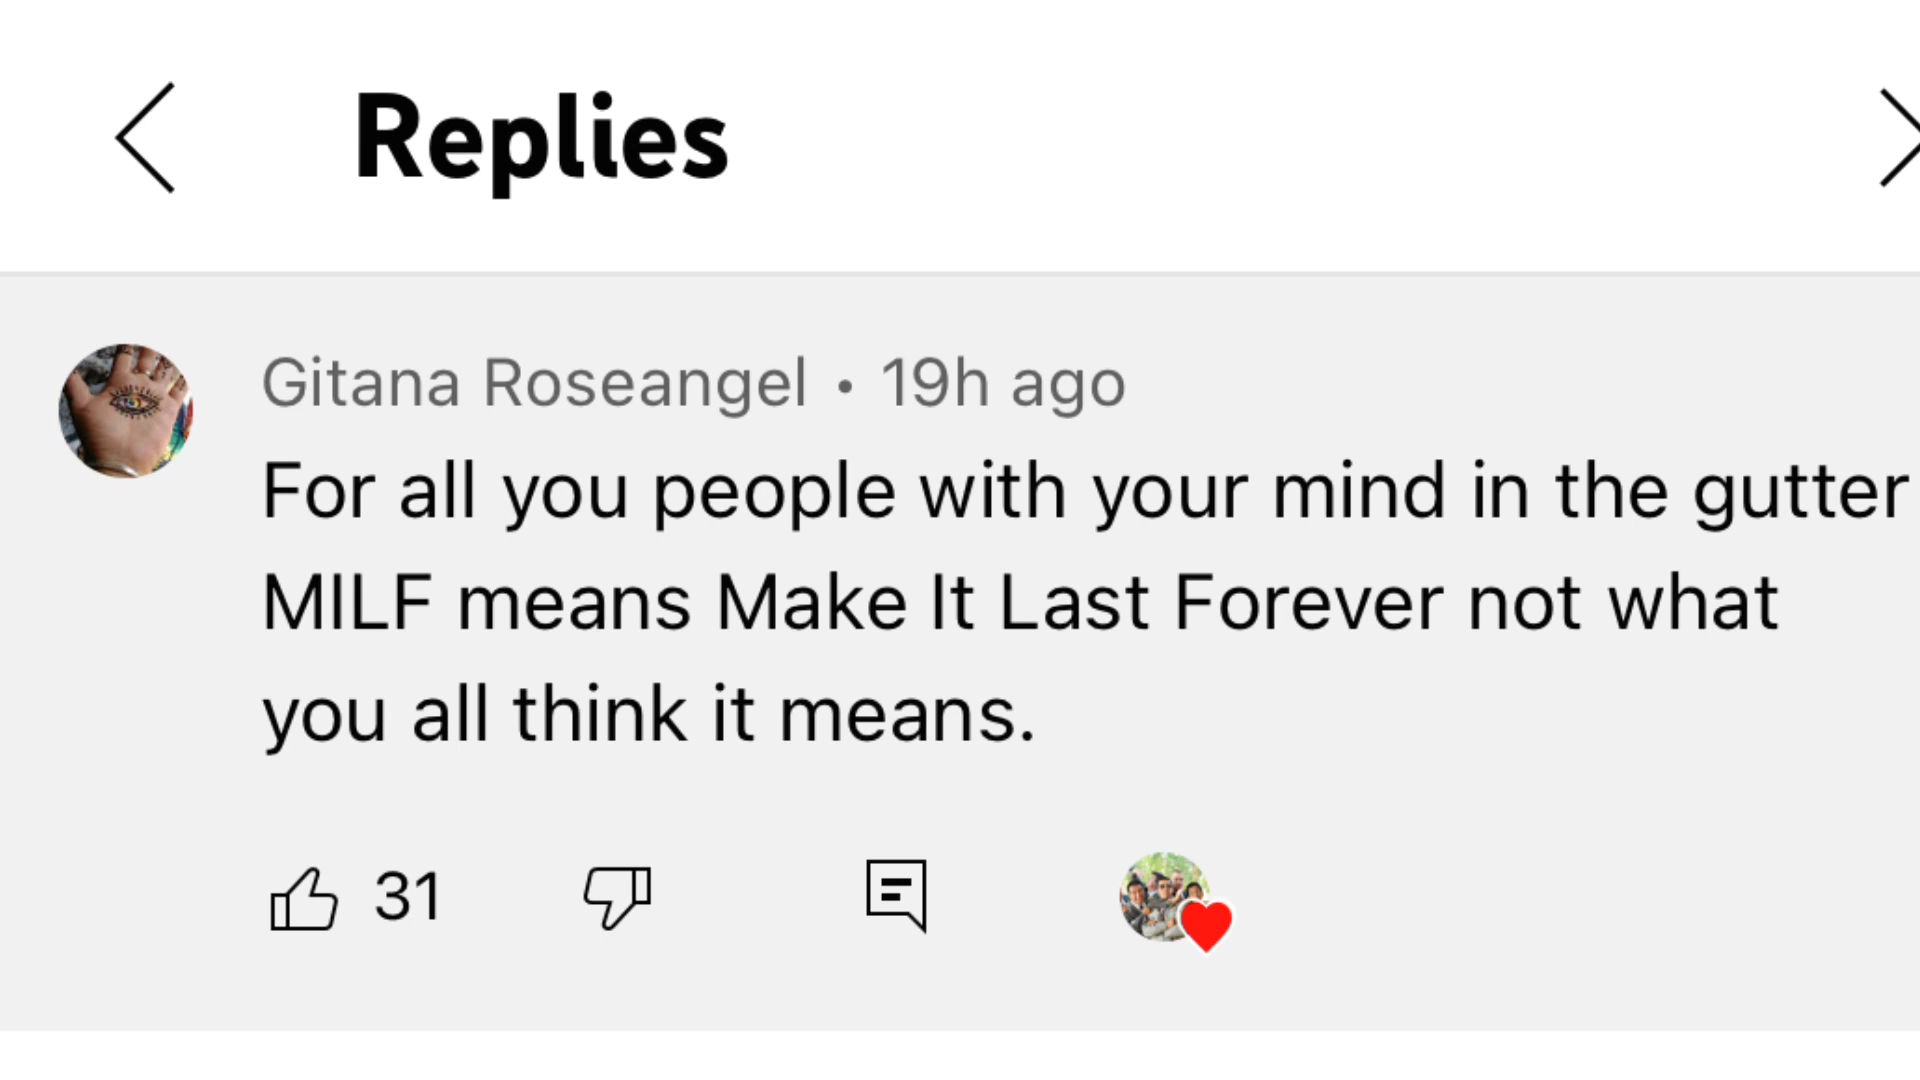 Replies
Gitana Roseangel • 19h ago
For all you people with your mind in the gutter
MILF means Make It Last Forever not what
you all think it means.
31